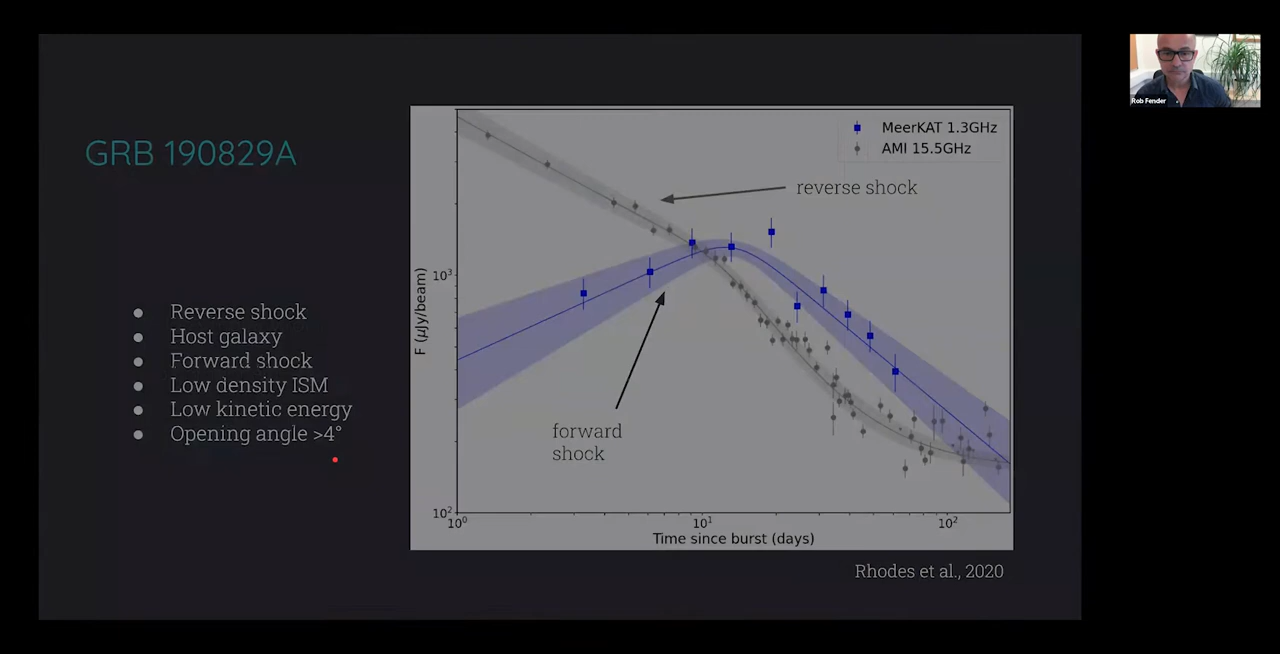 GRB 190829A
Reverse shock
Host galaxy
Forward shock
Low density ISM
Low kinetic energy
Opening angle >4°
MeerKAT 1.3GHz
AMI 15.5GHz
reverse shock
forward
shock
F (μJy/beam)
10³
10²
10⁰
10¹
10²
Time since burst (days)
Rhodes et al., 2020
Rob Fender